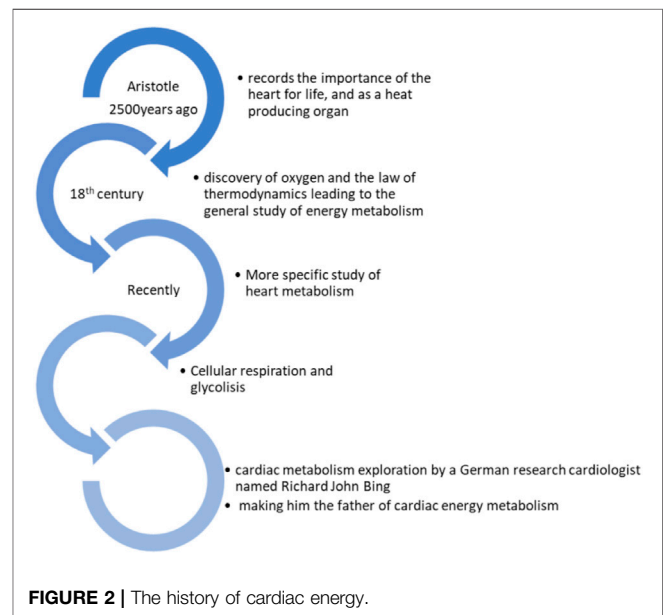 Aristotle
2500years ago
• records the importance of the
heart for life, and as a heat
producing organ
18th century
• discovery of oxygen and the law of
thermodynamics leading to the
general study of energy metabolism
Recently
• More specific study of
heart metabolism
• Cellular respiration and
glycolisis
• cardiac metabolism exploration by a German research cardiologist
named Richard John Bing
• making him the father of cardiac energy metabolism
FIGURE 2 | The history of cardiac energy.